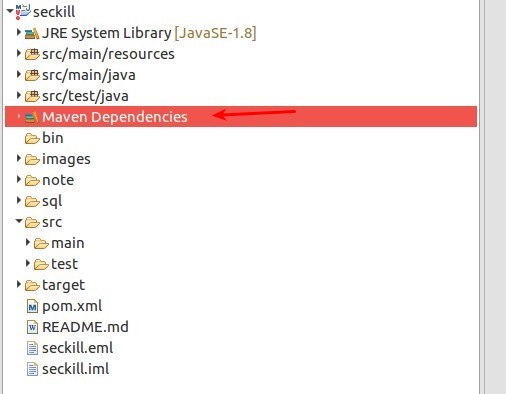 seckill
JRE System Library [JavaSE-1.8]
src/main/resources
src/main/java
src/test/java
Maven Dependencies
bin
images
note
sql
src
main
test
target
pom.xml
README.md
seckill.eml
seckill.iml